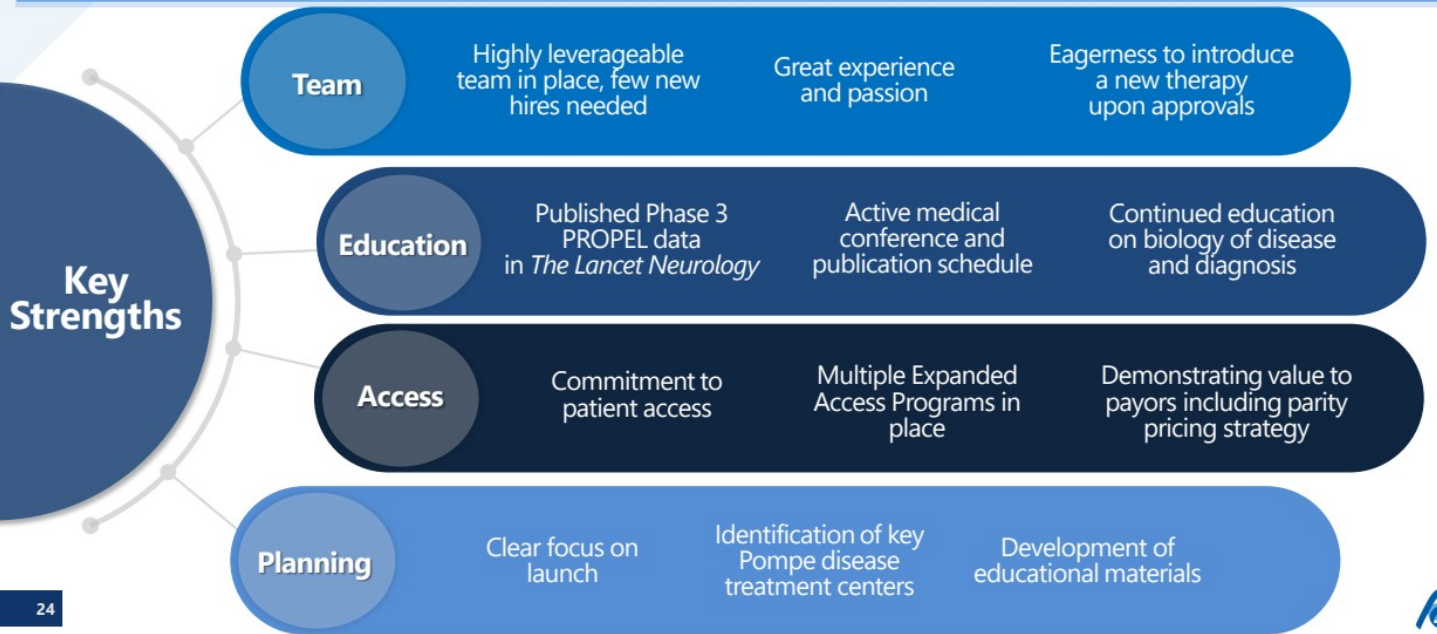 Key
Strengths
Team
Highly leverageable
team in place, few new
hires needed
Great experience
and passion
Eagerness to introduce
a new therapy
upon approvals
Education
Published Phase 3
PROPEL data
in The Lancet Neurology
Active medical
conference and
publication schedule
Continued education
on biology of disease
and diagnosis
Access
Commitment to
patient access
Multiple Expanded
Access Programs in
place
Demonstrating value to
payors including parity
pricing strategy
Planning
Clear focus on
launch
Identification of key
Pompe disease
treatment centers
Development of
educational materials
24